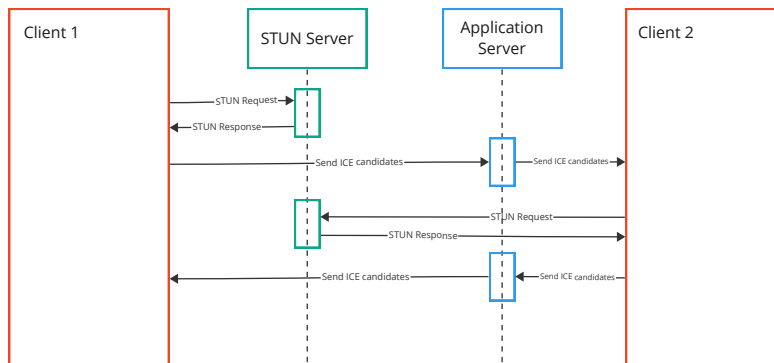 Client 1
STUN Server
Application
Server
Client 2
STUN Request
STUN Response
Send ICE candidates
Send ICE candidates
STUN Request
STUN Response
Send ICE candidates
Send ICE candidates